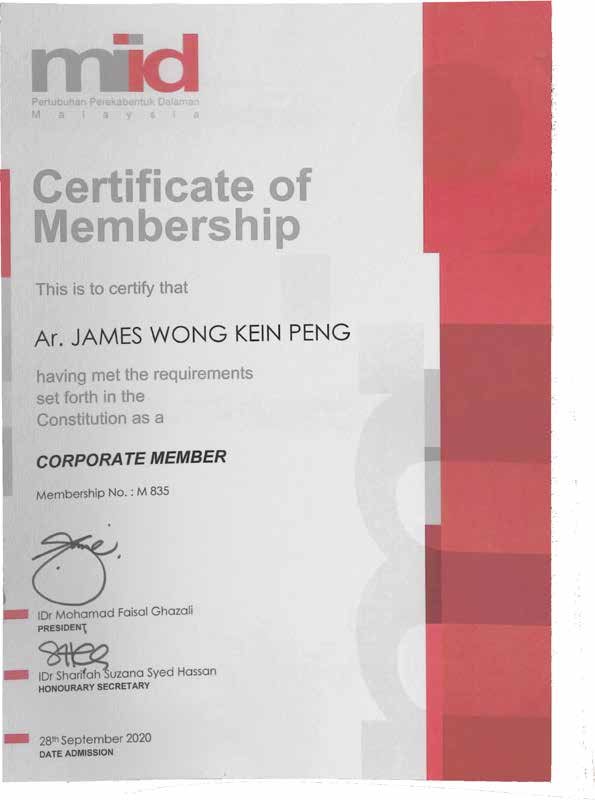 miid
Pertubuhan Perekabentuk Dalaman
Malaysia
Certificate of
Membership
This is to certify that
Ar. JAMES WONG KEIN PENG
having met the requirements
set forth in the
Constitution as a
CORPORATE MEMBER
Membership No. : M 835
IDr Mohamad Faisal Ghazali
PRESIDENT
IDr Sharifah Suzana Syed Hassan
HONOURARY SECRETARY
28th September 2020
DATE ADMISSION